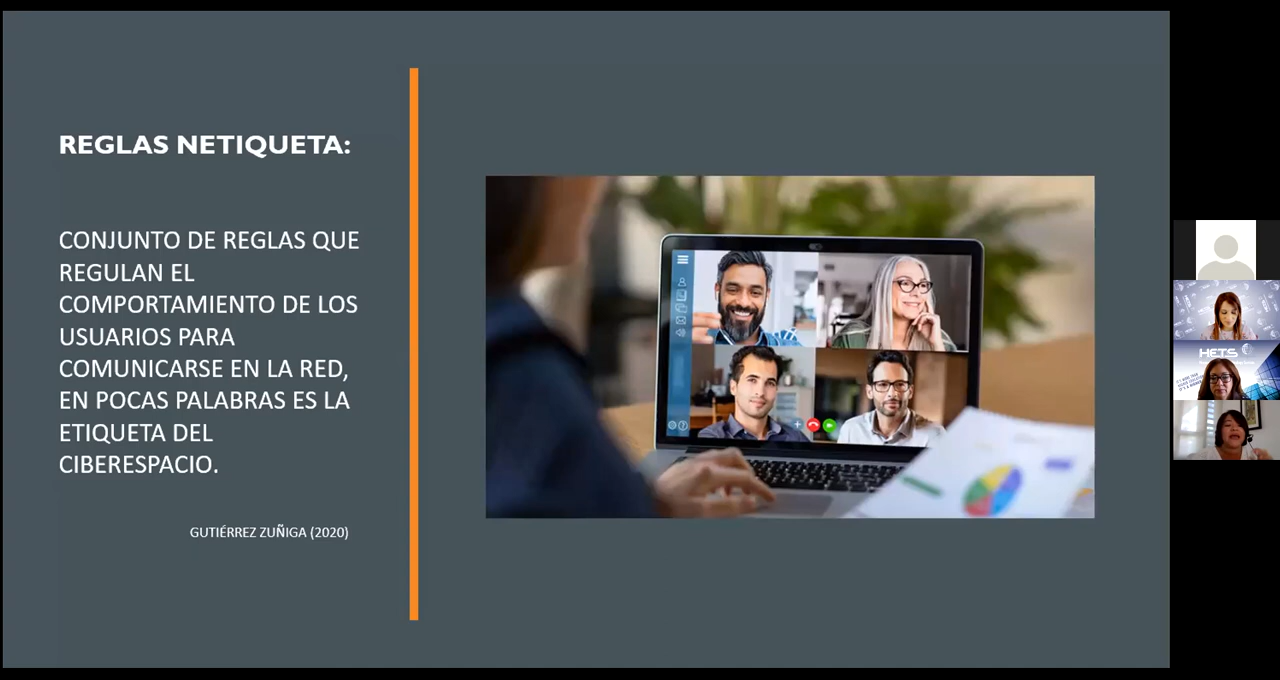 REGLAS NETIQUETA:
CONJUNTO DE REGLAS QUE
REGULAN EL
COMPORTAMIENTO DE LOS
USUARIOS PARA
COMUNICARSE EN LA RED,
EN POCAS PALABRAS ES LA
ETIQUETA DEL
CIBERESPACIO.
GUTIÉRREZ ZUÑIGA (2020)
HETS